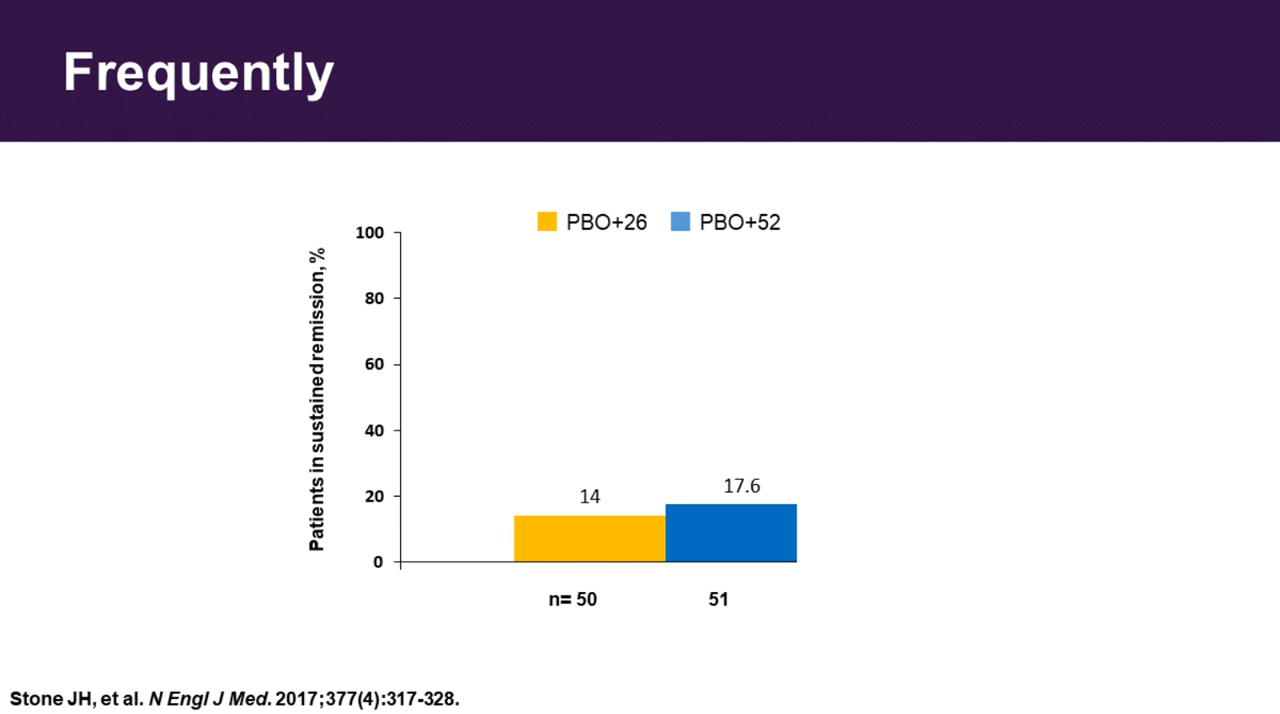 Frequently
PBO+26 PBO+52
Patients in sustained remission, %
100
80
60
40
20
0
14
17.6
n= 50
51
Stone JH, et al. N Engl J Med. 2017;377(4):317-328.